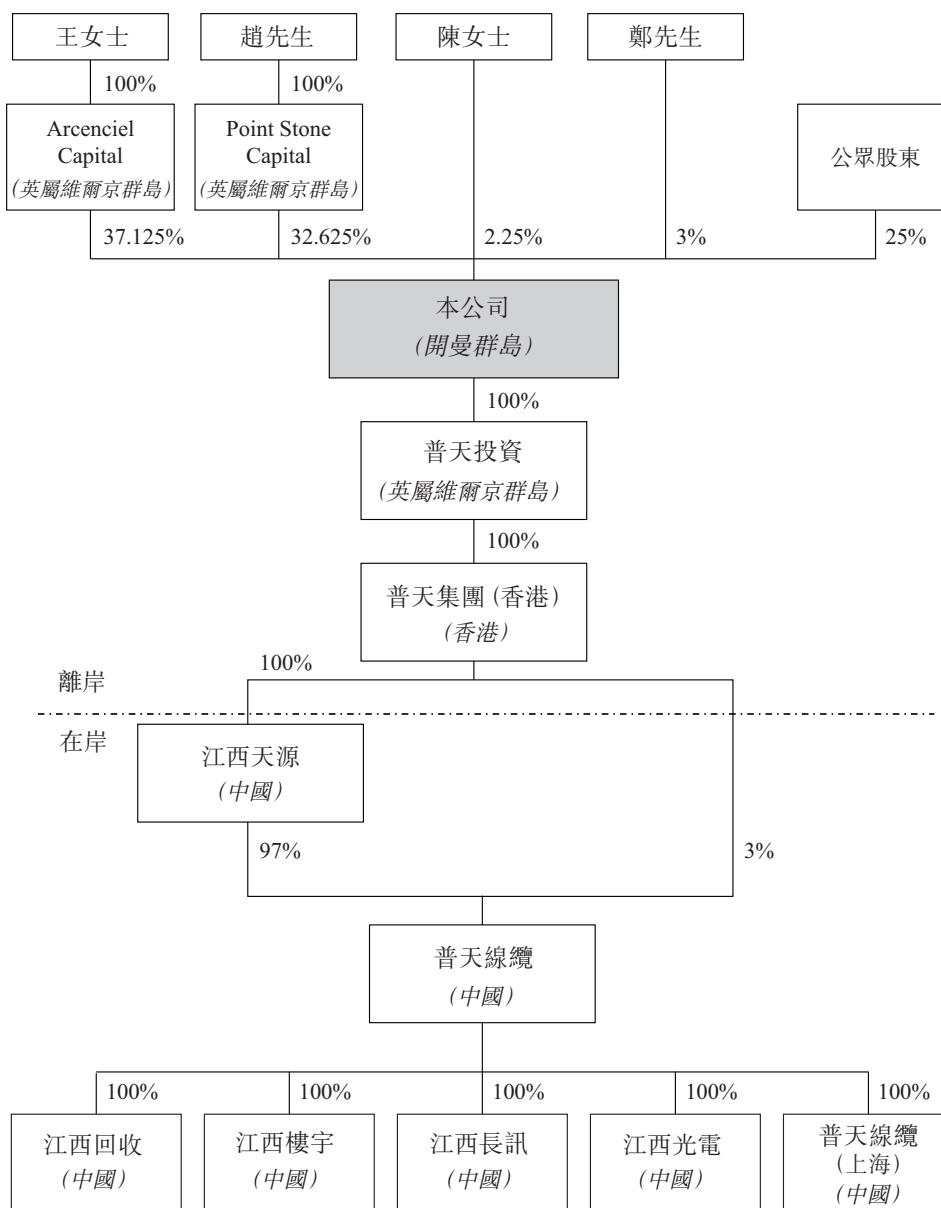 王女士
趙先生
陳女士
鄭先生
100%
100%
Arcenciel
Capital
(英屬維爾京群島)
Point Stone
Capital
(英屬維爾京群島)
公眾股東
37.125%
32.625%
2.25%
3%
25%
本公司
(開曼群島)
100%
普天投資
(英屬維爾京群島)
100%
普天集團(香港)
(香港)
100%
離岸
在岸
江西天源
(中國)
97%
3%
普天線纜
(中國)
100%
100%
100%
100%
100%
江西回收
(中國)
江西樓宇
(中國)
江西長訊
(中國)
江西光電
(中國)
普天線纜
(上海)
(中國)